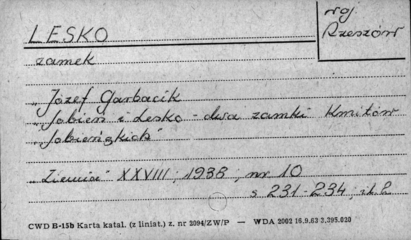 LESKO
woj.
Rzeszów
zamek
„Józef Garbacik
„Sobień i Lesko - dwa zamki Kmitów
Sobieńskich"
„Ziemia" XXVIII, 1938, nr 10
s 231-234, il.
CWD B-15b Karta katal. (z liniat.) z. nr 2094/ZW/P — WDA 2002 16.9.63 2.395.020